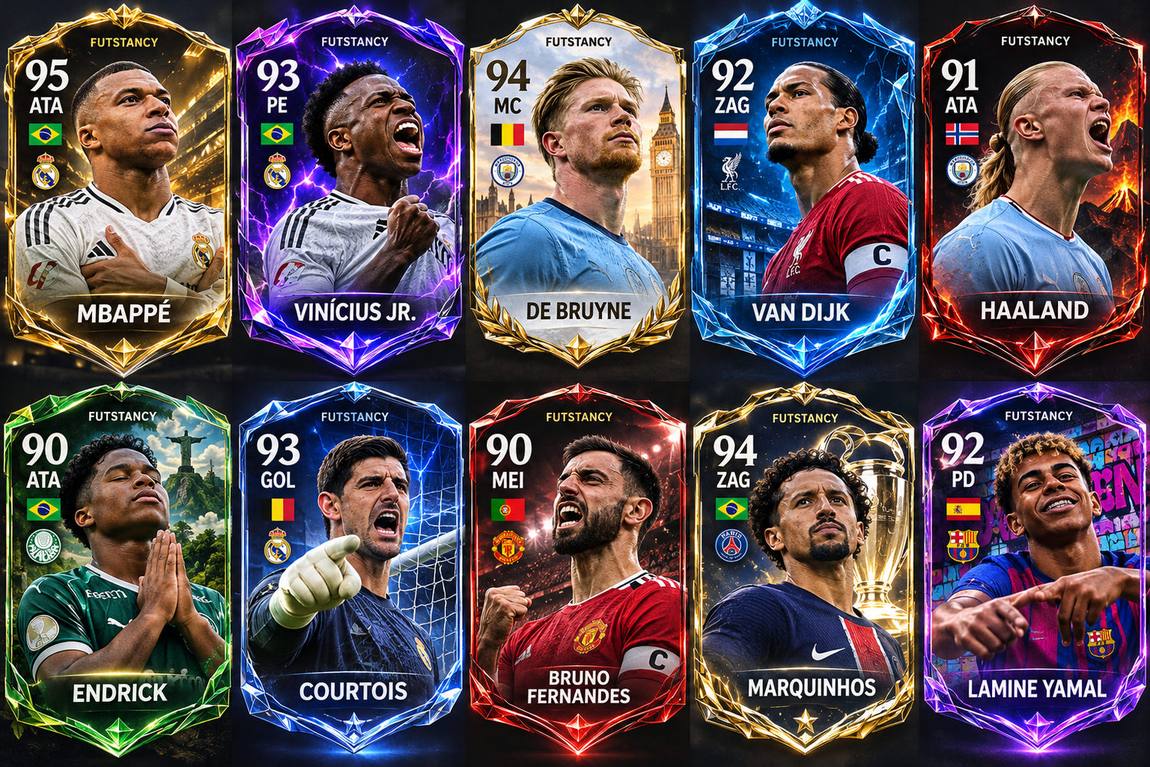 FUTSTANCY
95
ATA
MBAPPÉ
FUTSTANCY
93
PE
VINÍCIUS JR.
FUTSTANCY
94
MC
DE BRUYNE
FUTSTANCY
92
ZAG
L.F.C.
C
VAN DIJK
FUTSTANCY
91
ATA
HAALAND
FUTSTANCY
90
ATA
ENDRICK
FUTSTANCY
93
GOL
COURTOIS
FUTSTANCY
90
MEI
C
BRUNO
FERNANDES
FUTSTANCY
94
ZAG
PARIS
MARQUINHOS
FUTSTANCY
92
PD
LAMINE YAMAL